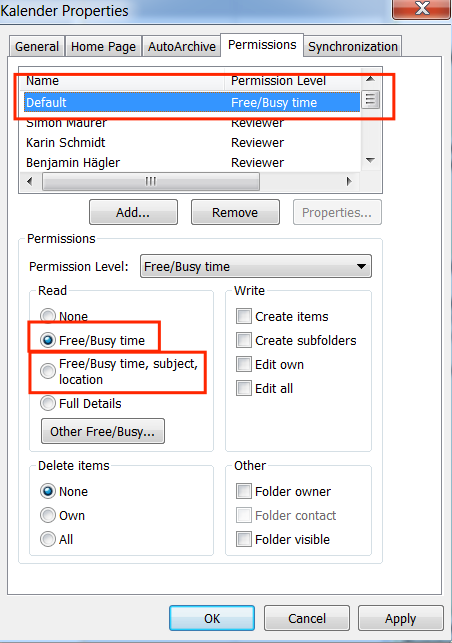 Kalender Properties
General
Home Page
AutoArchive
Permissions
Synchronization
Name Permission Level
Default Free/Busy time
Simon Maurer Reviewer
Karin Schmidt Reviewer
Benjamin Hägler Reviewer
Add...
Remove
Properties...
Permissions
Permission Level: Free/Busy time
Read
None
Free/Busy time
Free/Busy time, subject,
location
Full Details
Other Free/Busy...
Write
Create items
Create subfolders
Edit own
Edit all
Delete items
None
Own
All
Other
Folder owner
Folder contact
Folder visible
OK
Cancel
Apply